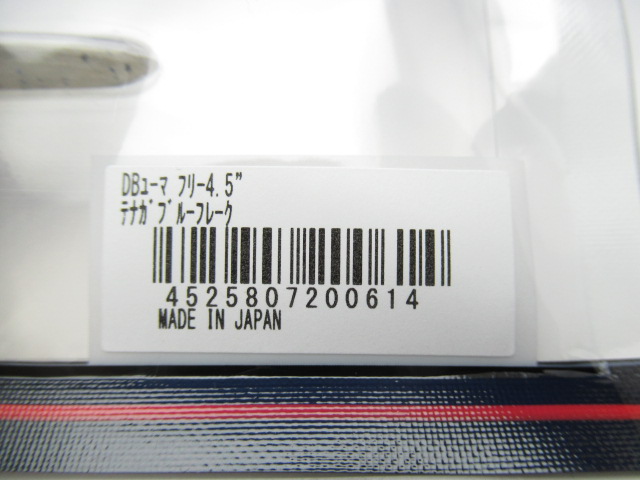 DBﾕｰﾏ ﾌﾘｰ4.5"
ﾃﾅｶﾞﾌﾞﾙｰﾌﾚｰｸ
4525807200614
MADE IN JAPAN